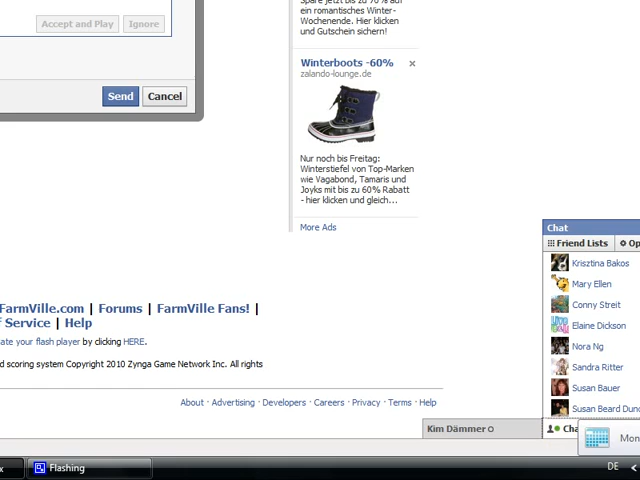 Spare jetzt bis zu 70% auf
ein romantisches Winter-
Wochenende. Hier klicken
und Gutschein sichern!
Accept and Play Ignore
Winterboots -60%
zalando-lounge.de
Send Cancel
Nur noch bis Freitag:
Winterstiefel von Top-Marken
wie Vagabond, Tamaris und
Joyks mit bis zu 60% Rabatt
- hier klicken und gleich...
More Ads
Chat
Friend Lists Op
Krisztina Bakos
Mary Ellen
Conny Streit
Elaine Dickson
Nora Ng
Sandra Ritter
Susan Bauer
Susan Beard Dunc
FarmVille.com | Forums | FarmVille Fans! |
f Service | Help
ate your flash player by clicking HERE.
d scoring system Copyright 2010 Zynga Game Network Inc. All rights
About · Advertising · Developers · Careers · Privacy · Terms · Help
Kim Dämmer
Cha
Mon
x
Flashing
DE